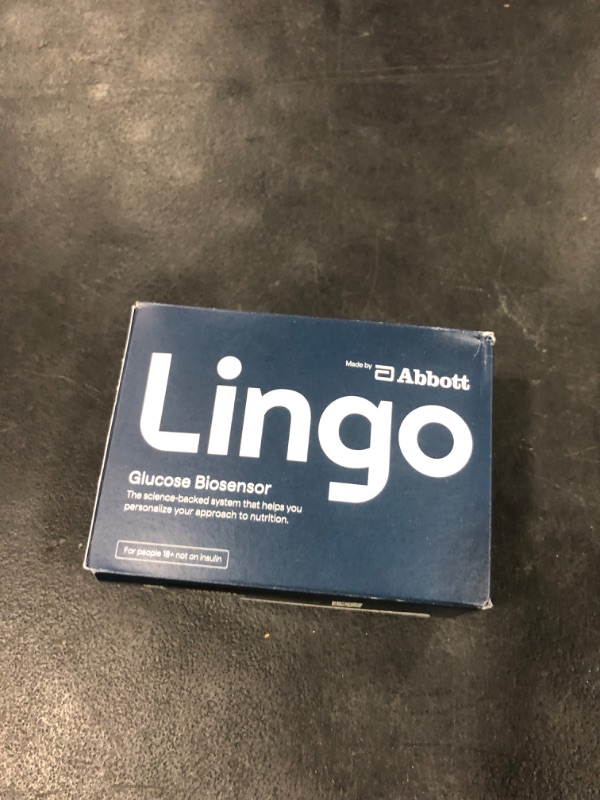 Made by Abbott
Lingo
Glucose Biosensor
The science-backed system that helps you
personalize your approach to nutrition.
For people 18+ not on insulin